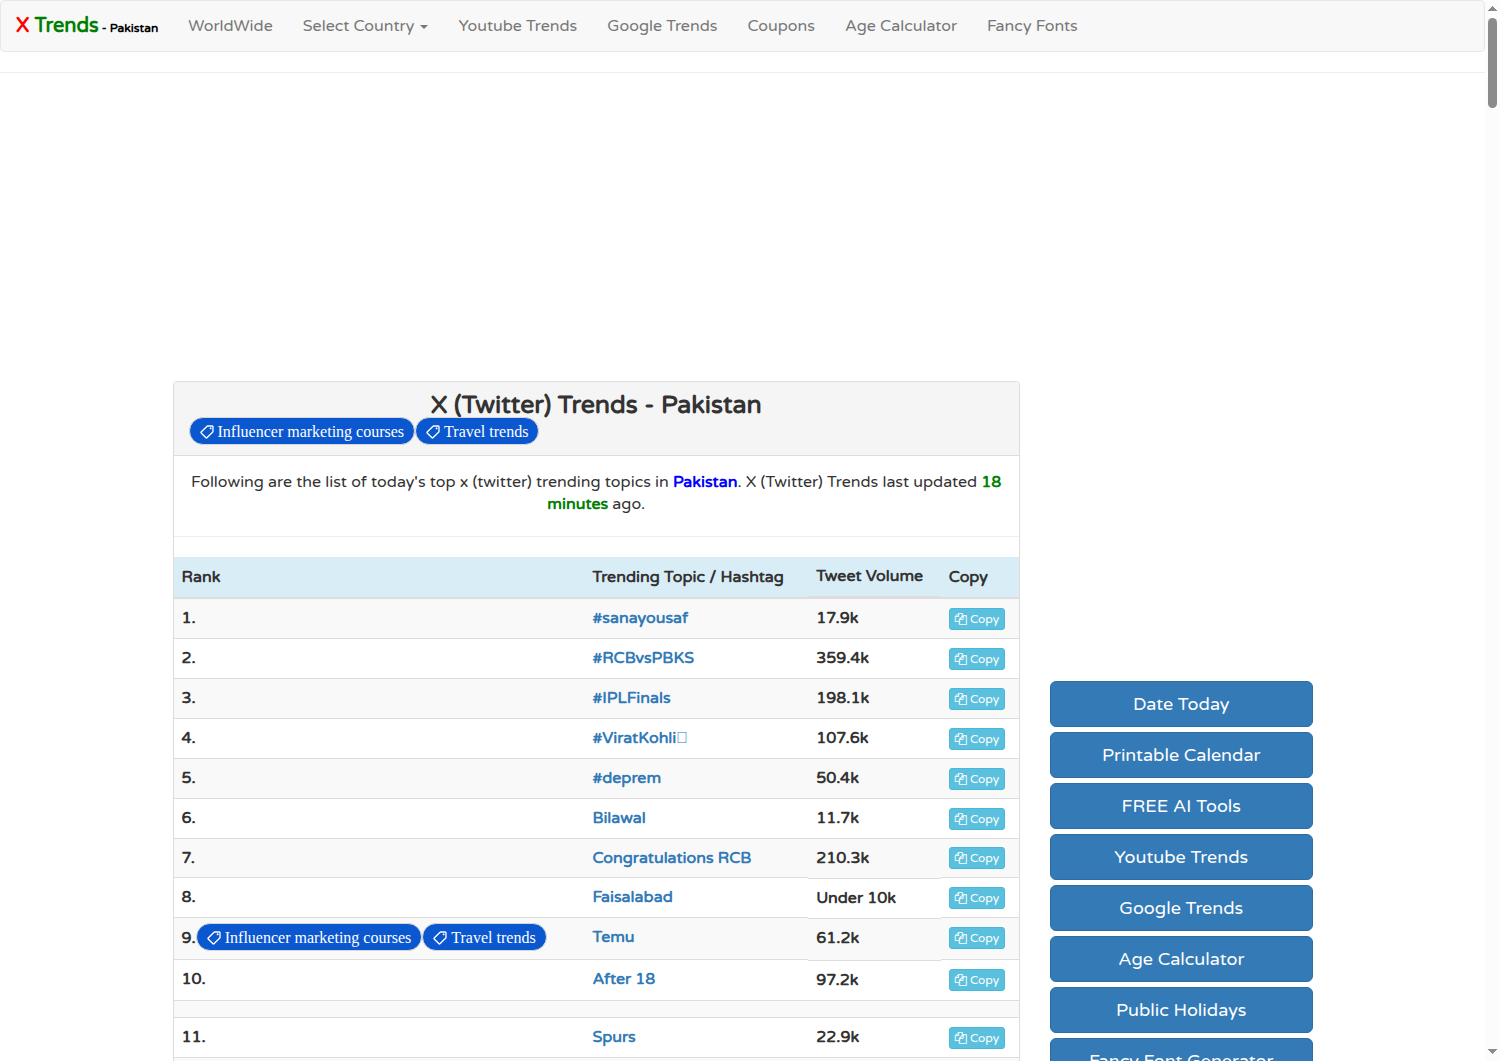 X Trends - Pakistan WorldWide Select Country Youtube Trends Google Trends Coupons Age Calculator Fancy Fonts
X (Twitter) Trends - Pakistan
Influencer marketing courses Travel trends
Following are the list of today's top x (twitter) trending topics in Pakistan. X (Twitter) Trends last updated 18
minutes ago.
Rank Trending Topic / Hashtag Tweet Volume Copy
1. #sanayousaf 17.9k Copy
2. #RCBvsPBKS 359.4k Copy
3. #IPLFinals 198.1k Copy
4. #ViratKohli 107.6k Copy
5. #deprem 50.4k Copy
6. Bilawal 11.7k Copy
7. Congratulations RCB 210.3k Copy
8. Faisalabad Under 10k Copy
9. Influencer marketing courses Travel trends Temu 61.2k Copy
10. After 18 97.2k Copy
11. Spurs 22.9k Copy
Date Today
Printable Calendar
FREE AI Tools
Youtube Trends
Google Trends
Age Calculator
Public Holidays
Fancy Font Generator